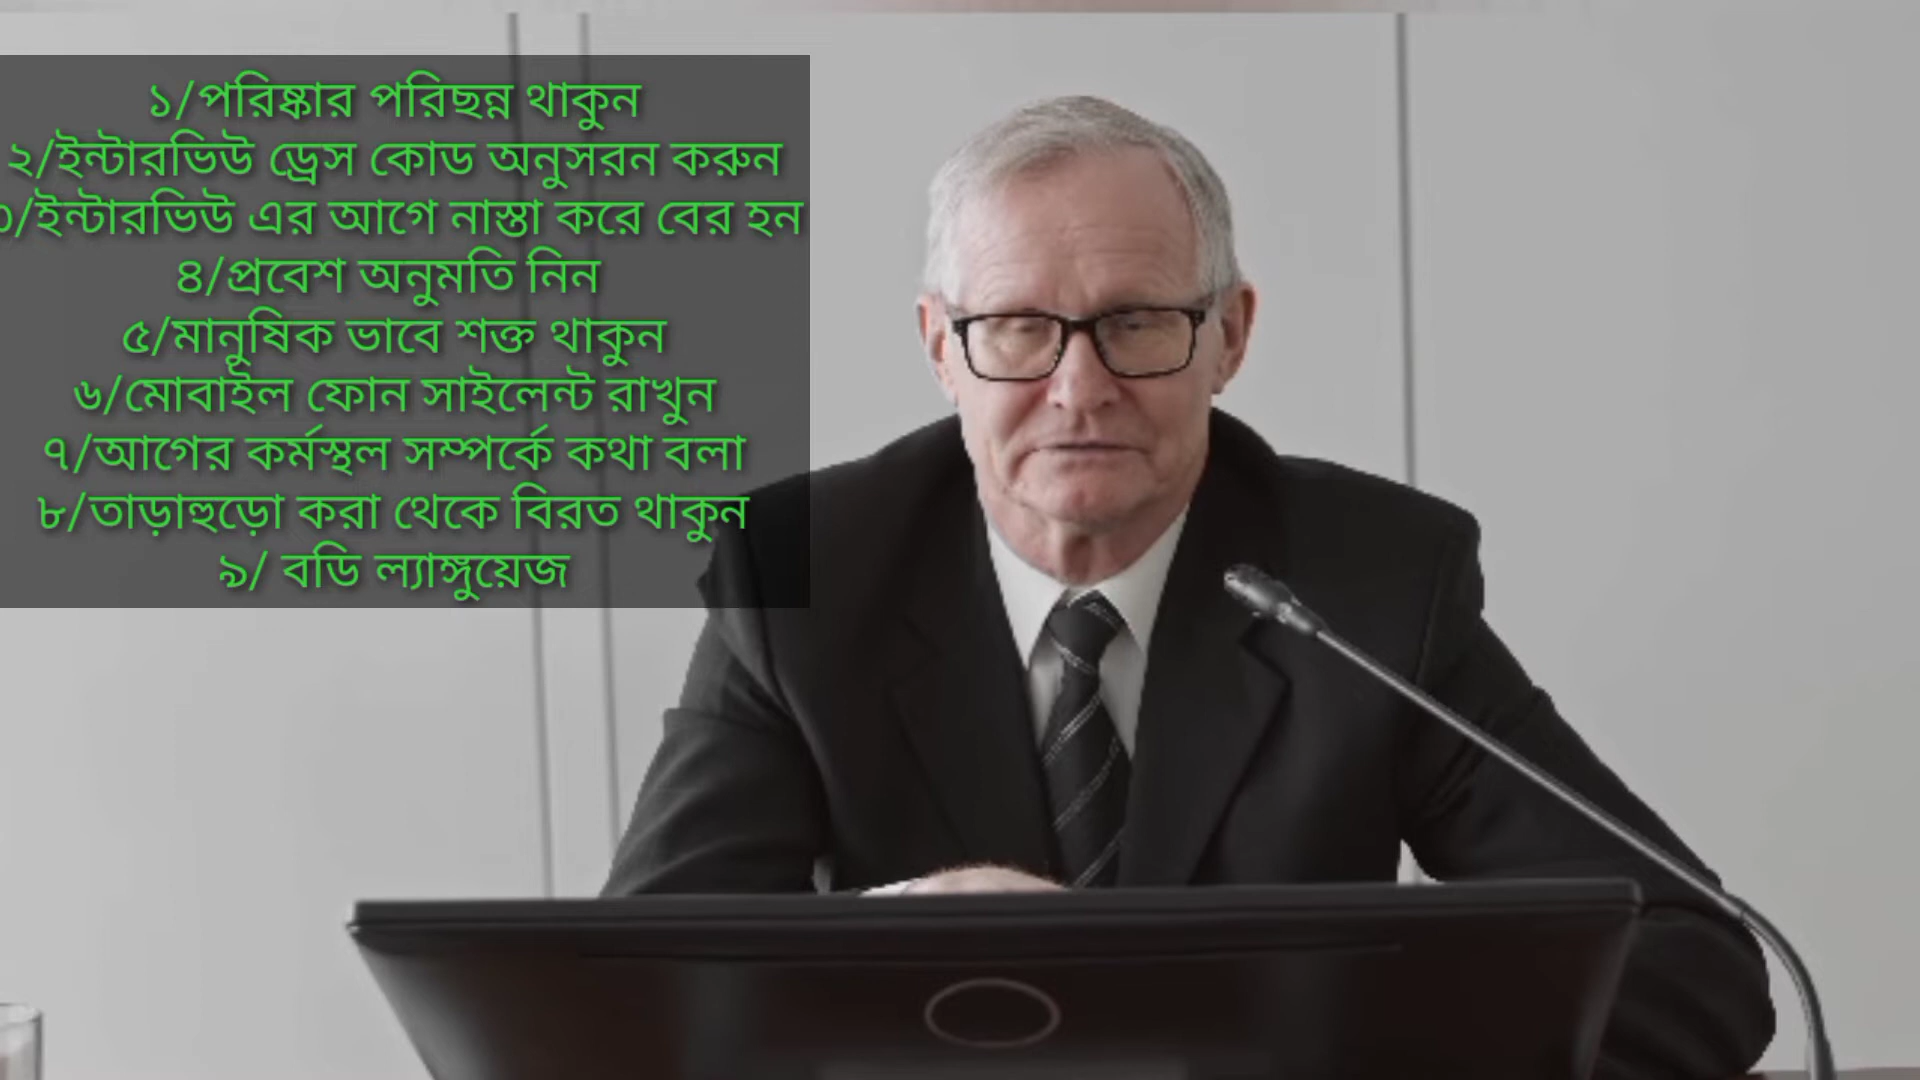 ১/পরিষ্কার পরিছন্ন থাকুন
২/ইন্টারভিউ ড্রেস কোড অনুসরন করুন
৩/ইন্টারভিউ এর আগে নাস্তা করে বের হন
৪/প্রবেশ অনুমতি নিন
৫/মানুষিক ভাবে শক্ত থাকুন
৬/মোবাইল ফোন সাইলেন্ট রাখুন
৭/আগের কর্মস্থল সম্পর্কে কথা বলা
৮/তাড়াহুড়ো করা থেকে বিরত থাকুন
৯/ বডি ল্যাঙ্গুয়েজ